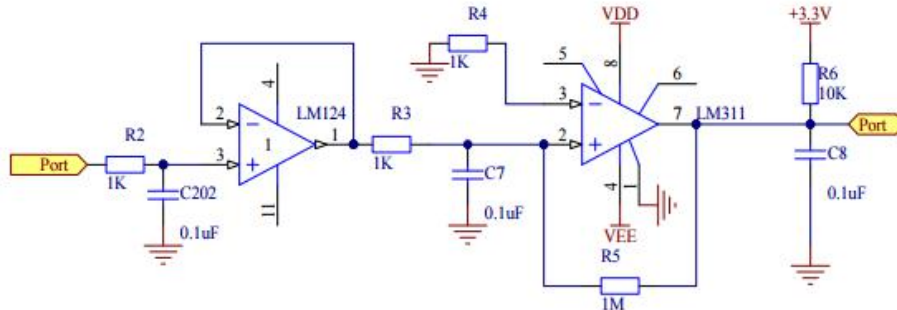 R4
VDD
+3.3V
1K
5
8
6
R6
10K
4
3
7
LM311
Port
2
LM124
R3
R2
1
1
2
Port
3
1K
C7
C8
1K
C202
4
1
0.1uF
0.1uF
11
0.1uF
VEE
R5
1M